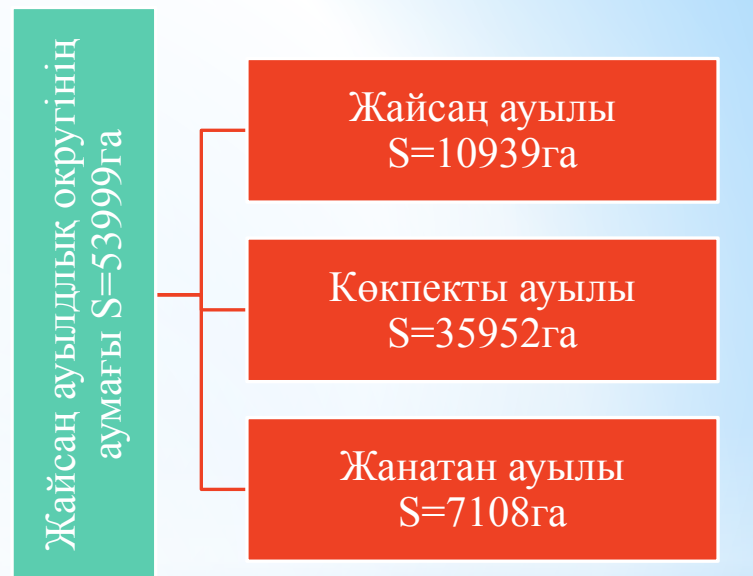 Жайсаң ауылдлық округінің
аумағы S=53999га
Жайсаң ауылы
S=10939га
Көкпекты ауылы
S=35952га
Жанатан ауылы
S=7108га